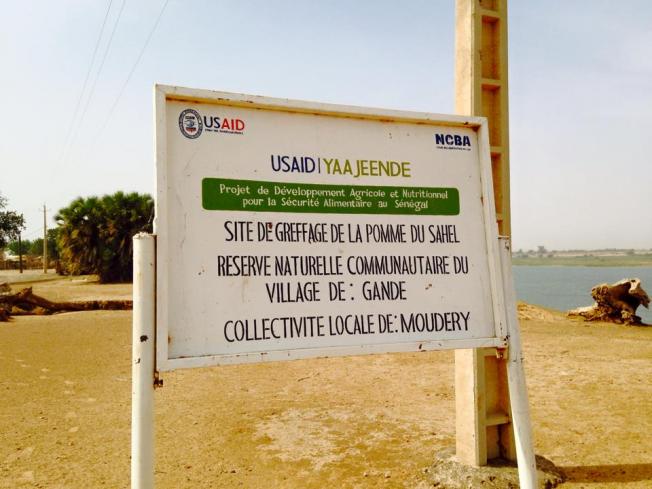 USAID
NCBA
USAID | YAAJEENDE
Projet de Développement Agricole et Nutritionnel
pour la Sécurité Alimentaire au Sénégal
SITE DE GREFFAGE DE LA POMME DU SAHEL
RESERVE NATURELLE COMMUNAUTAIRE DU
VILLAGE DE: GANDE
COLLECTIVITE LOCALE DE: MOUDERY